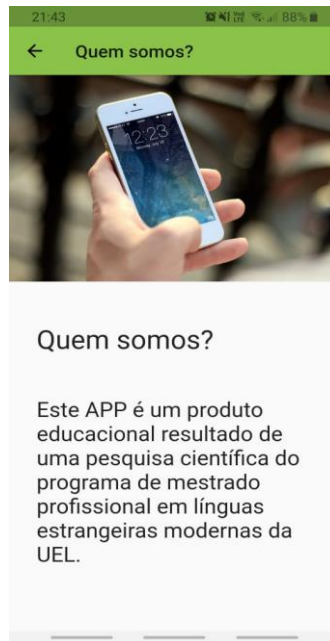 21:43
88%
Quem somos?
12:23
Quem somos?
Este APP é um produto
educacional resultado de
uma pesquisa científica do
programa de mestrado
profissional em línguas
estrangeiras modernas da
UEL.